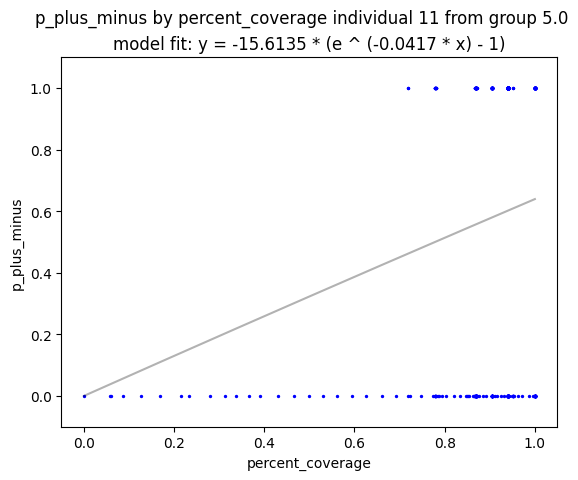 p_plus_minus by percent_coverage individual 11 from group 5.0
model fit: y = -15.6135 * (e ^ (-0.0417 * x) - 1)
1.0
0.8
0.6
0.4
0.2
0.0
p_plus_minus
0.0 0.2 0.4 0.6 0.8 1.0
percent_coverage